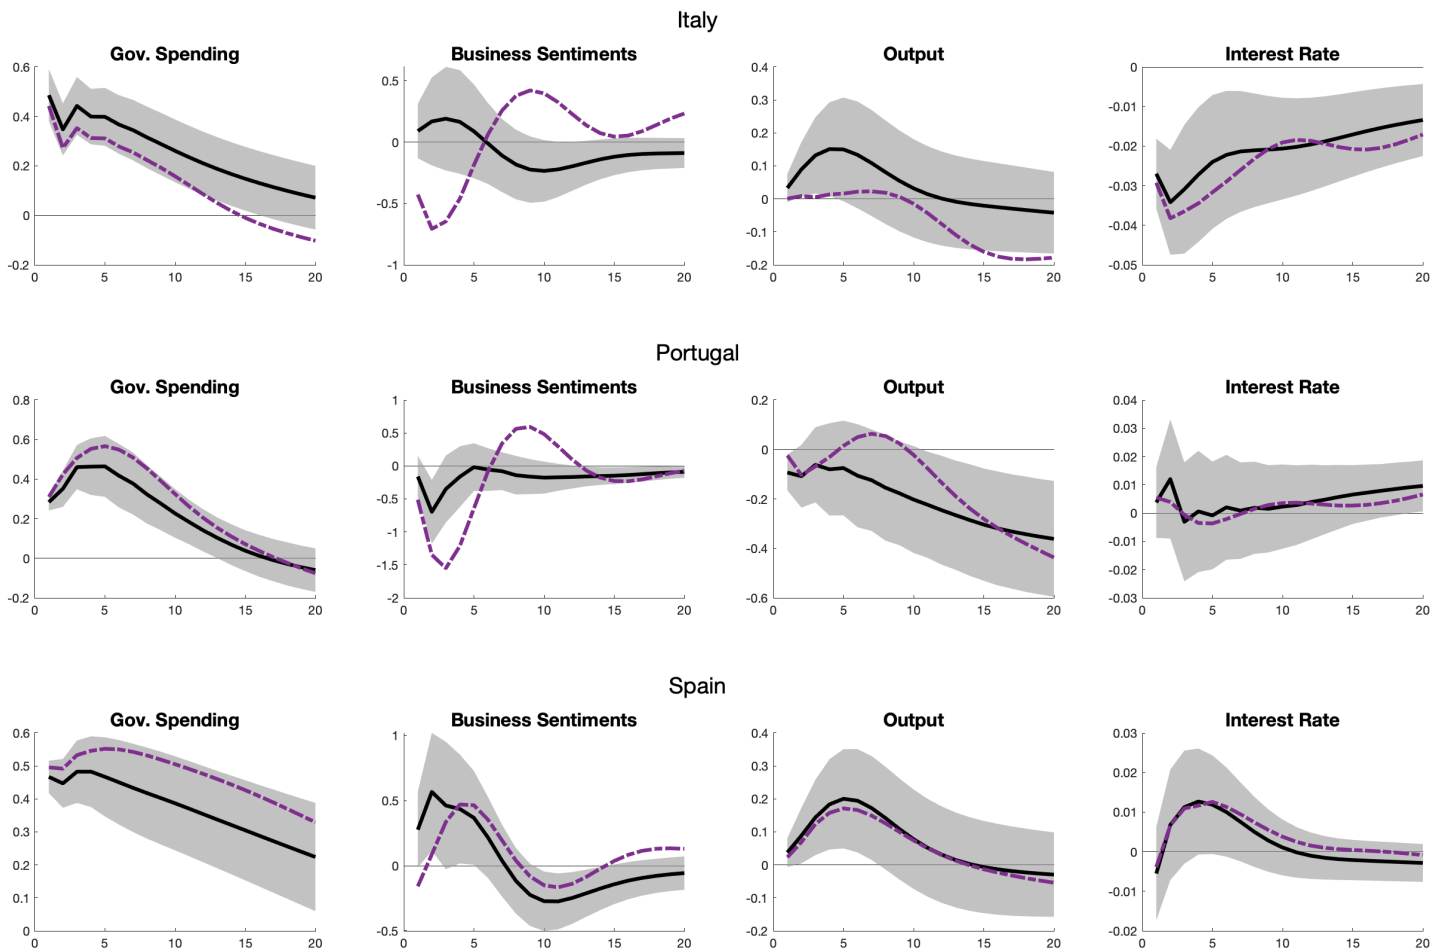 Italy
Gov. Spending Business Sentiments Output Interest Rate
0.6 0.5 0.4 0
0.4 0 0.3 -0.01
0.2 -0.5 0.2 -0.02
0 -1 0.1 -0.03
-0.2 0 -0.04
-0.1 -0.05
-0.2
0 5 10 15 20 0 5 10 15 20 0 5 10 15 20 0 5 10 15 20
Portugal
Gov. Spending Business Sentiments Output Interest Rate
0.8 1 0.2 0.04
0.6 0.5 0 0.03
0.4 0 -0.2 0.02
0.2 -0.5 -0.4 0.01
0 -1 -0.6 0
-0.2 -1.5 -0.01
-2 -0.02
-0.03
0 5 10 15 20 0 5 10 15 20 0 5 10 15 20 0 5 10 15 20
Spain
Gov. Spending Business Sentiments Output Interest Rate
0.6 1 0.4 0.03
0.5 0.5 0.3 0.02
0.4 0 0.2 0.01
0.3 -0.5 0.1 0
0.2 0 -0.01
0.1 -0.1 -0.02
0 -0.2
0 5 10 15 20 0 5 10 15 20 0 5 10 15 20 0 5 10 15 20